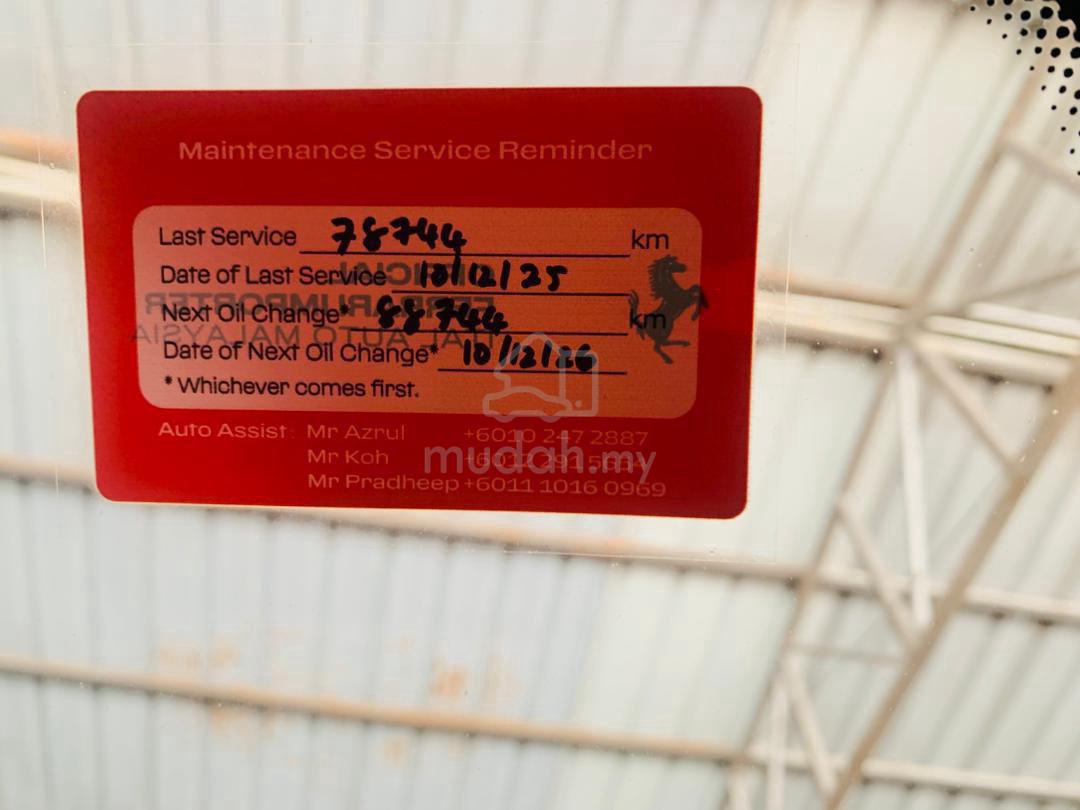 Maintenance Service Reminder
Last Service 78744 km
Date of Last Service 10/12/25
Next Oil Change* 88744 km
Date of Next Oil Change* 10/12/26
* Whichever comes first.
Auto Assist: Mr Azrul +6010 247 2887
Mr Koh +6012 291
Mr Pradheep +6011 1016 0969
mudah.my